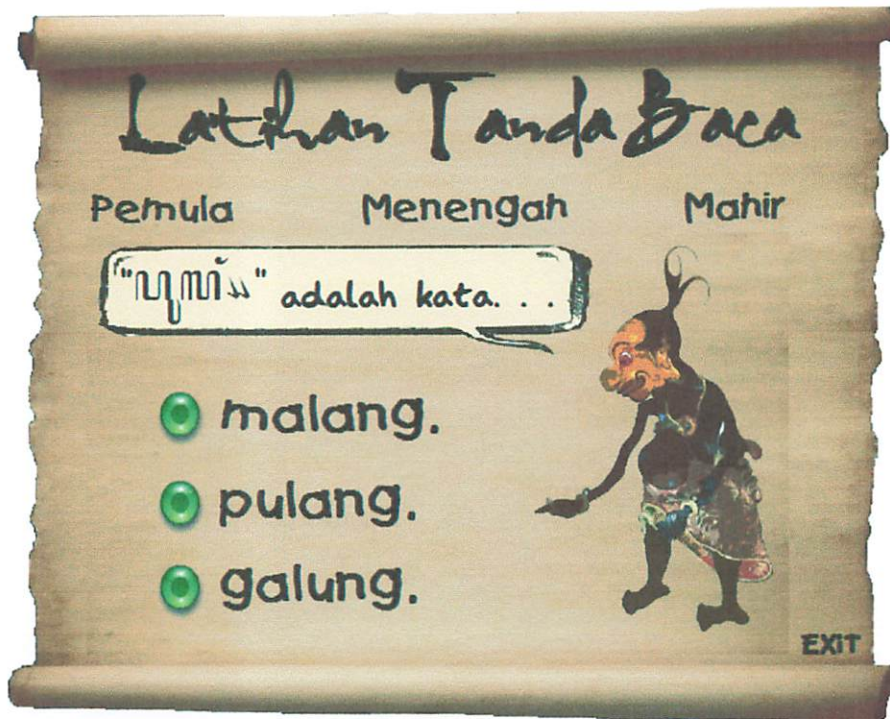 Latihan Tanda Baca
Pemula Menengah Mahir
"ꦥꦸꦭꦁ꧉" adalah kata. . .
malang.
pulang.
galung.
EXIT